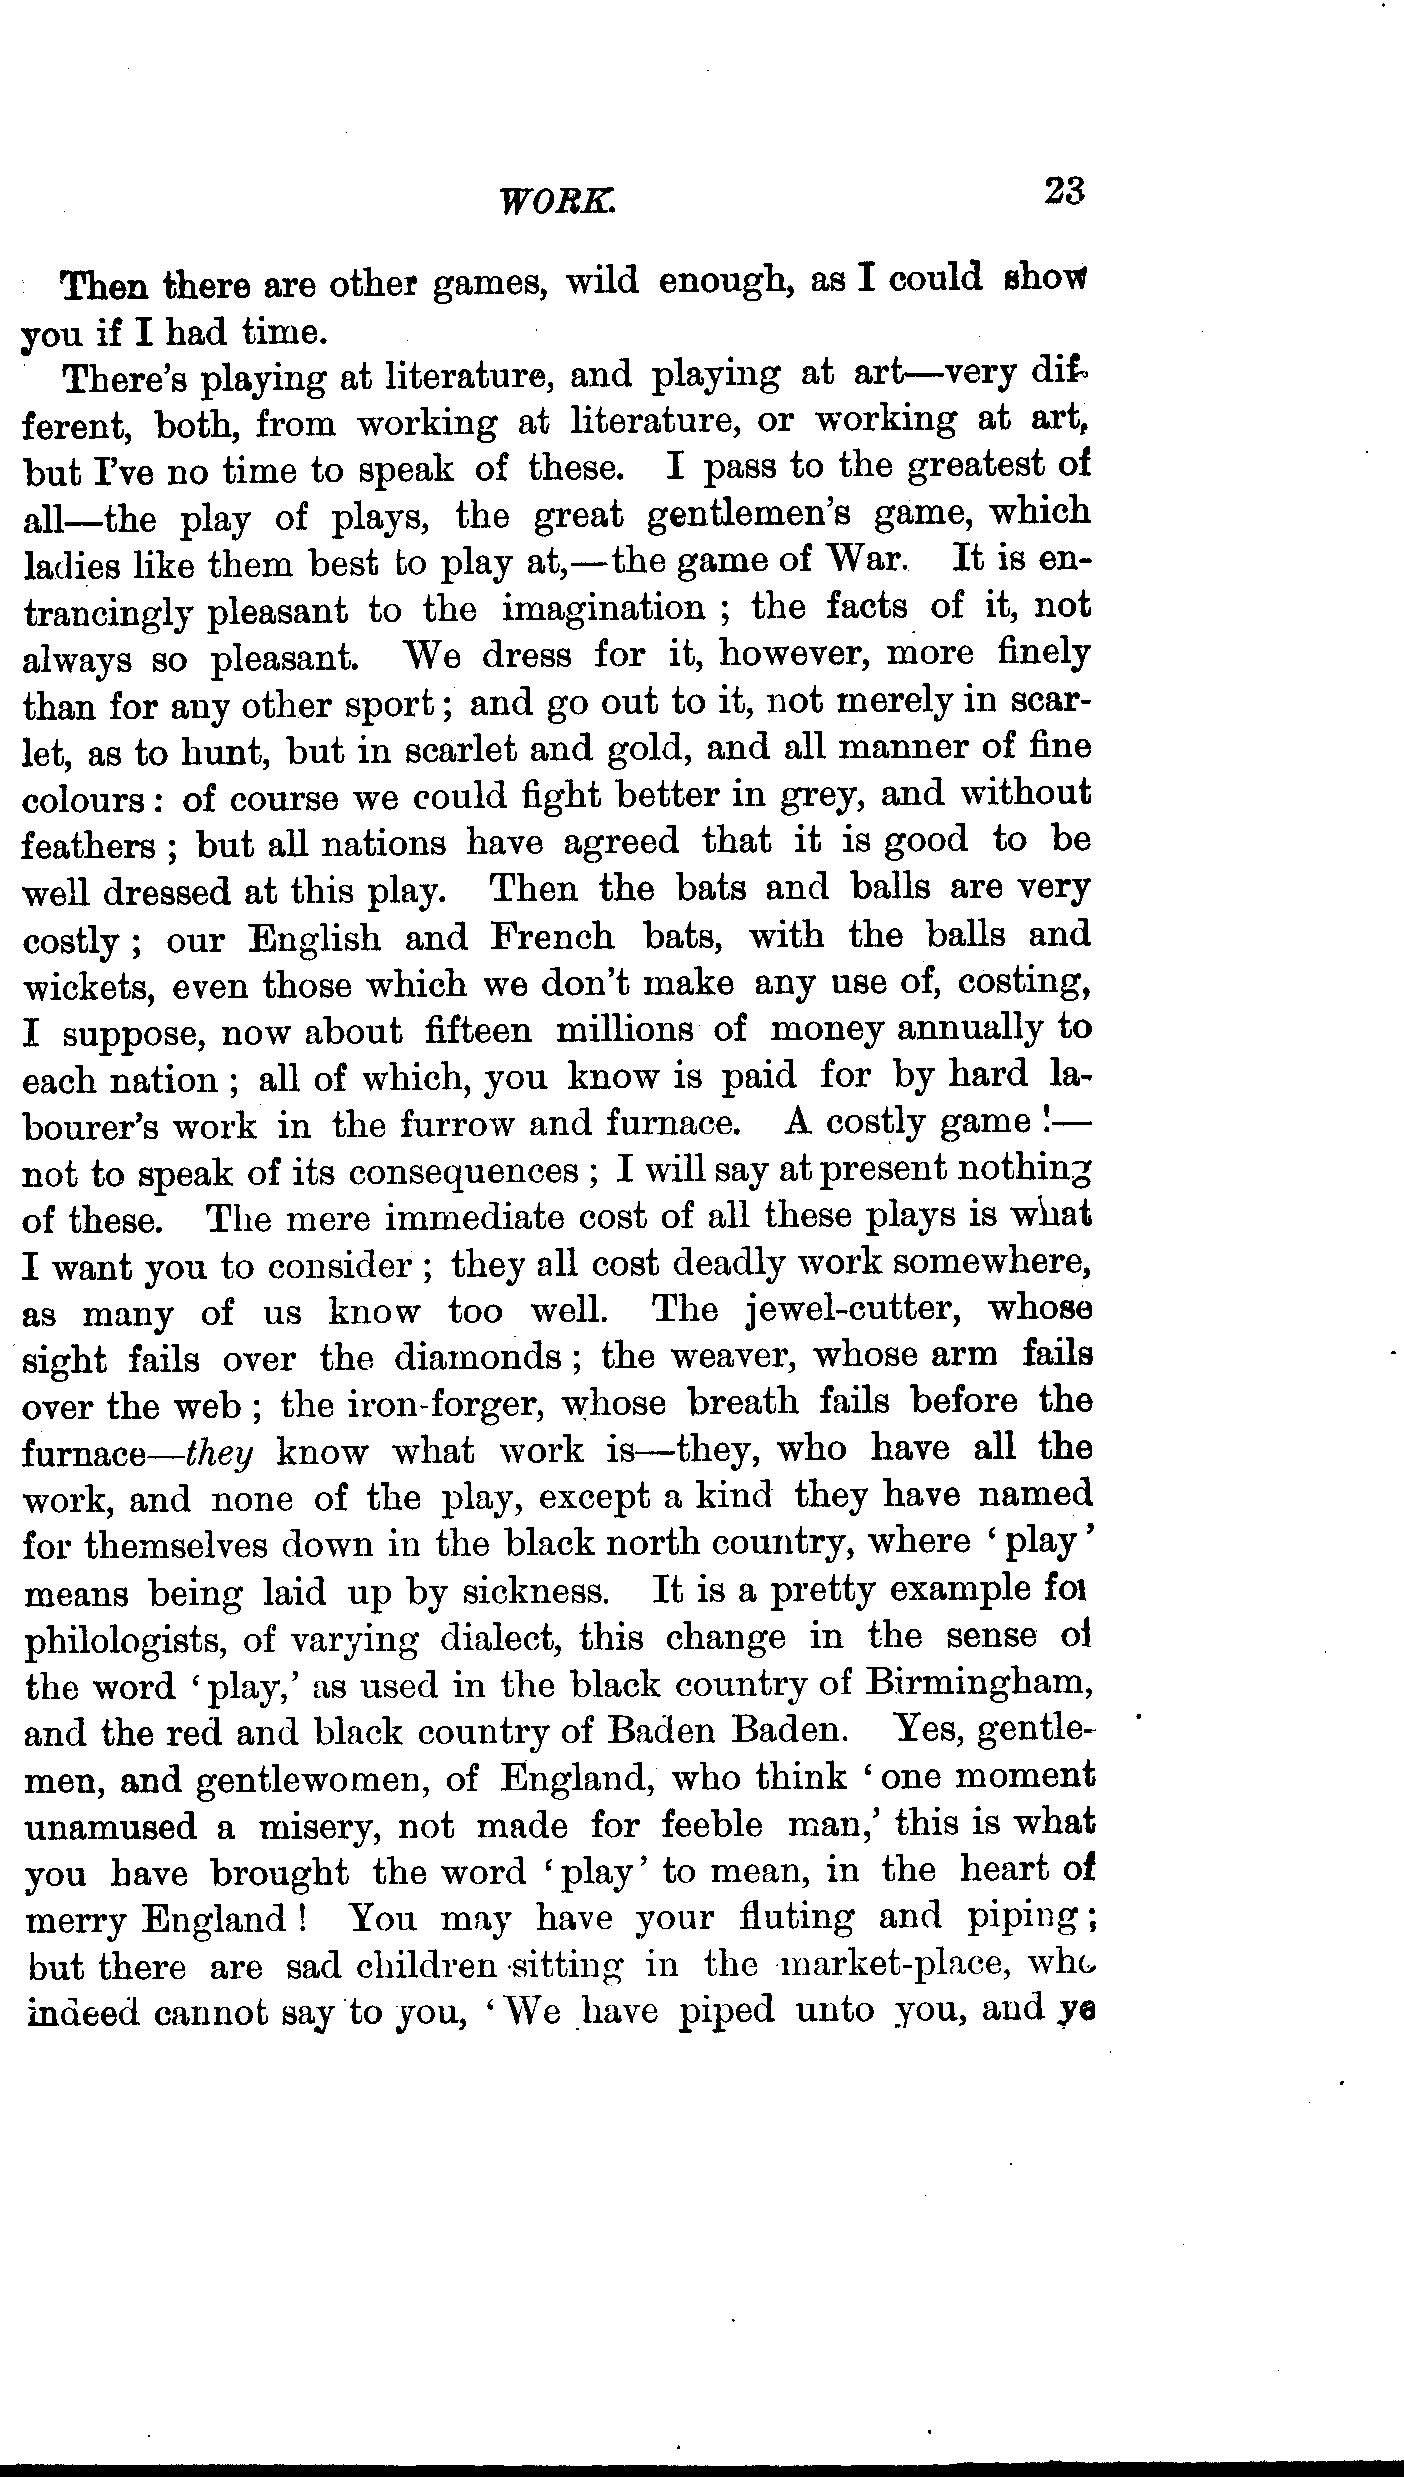 WORK. 23
Then there are other games, wild enough, as I could show
you if I had time.
There's playing at literature, and playing at art—very dif-
ferent, both, from working at literature, or working at art,
but I've no time to speak of these. I pass to the greatest of
all—the play of plays, the great gentlemen's game, which
ladies like them best to play at,—the game of War. It is en-
trancingly pleasant to the imagination ; the facts of it, not
always so pleasant. We dress for it, however, more finely
than for any other sport ; and go out to it, not merely in scar-
let, as to hunt, but in scarlet and gold, and all manner of fine
colours : of course we could fight better in grey, and without
feathers ; but all nations have agreed that it is good to be
well dressed at this play. Then the bats and balls are very
costly ; our English and French bats, with the balls and
wickets, even those which we don't make any use of, costing,
I suppose, now about fifteen millions of money annually to
each nation ; all of which, you know is paid for by hard la-
bourer's work in the furrow and furnace. A costly game !—
not to speak of its consequences ; I will say at present nothing
of these. The mere immediate cost of all these plays is what
I want you to consider ; they all cost deadly work somewhere,
as many of us know too well. The jewel-cutter, whose
sight fails over the diamonds ; the weaver, whose arm fails
over the web ; the iron-forger, whose breath fails before the
furnace—they know what work is—they, who have all the
work, and none of the play, except a kind they have named
for themselves down in the black north country, where ‘ play ’
means being laid up by sickness. It is a pretty example for
philologists, of varying dialect, this change in the sense of
the word ‘ play,’ as used in the black country of Birmingham,
and the red and black country of Baden Baden. Yes, gentle-
men, and gentlewomen, of England, who think ‘ one moment
unamused a misery, not made for feeble man,’ this is what
you have brought the word ‘ play ’ to mean, in the heart of
merry England ! You may have your fluting and piping ;
but there are sad children sitting in the market-place, who
indeed cannot say to you, ‘ We have piped unto you, and ye